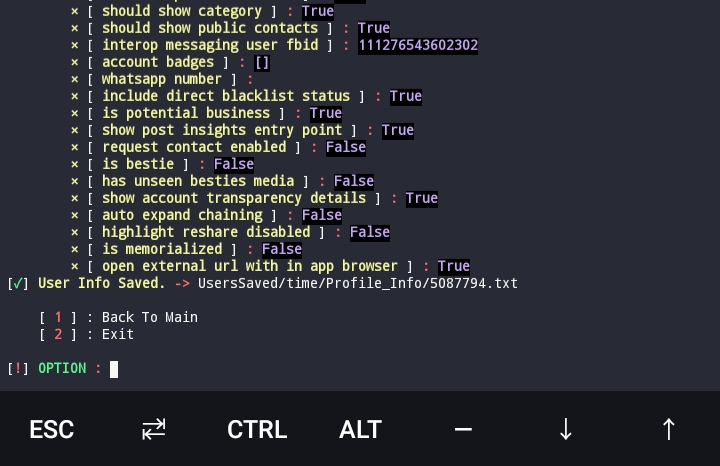 × [ should show category ] : True
× [ should show public contacts ] : True
× [ interop messaging user fbid ] : 111276543602302
× [ account badges ] : []
× [ whatsapp number ] :
× [ include direct blacklist status ] : True
× [ is potential business ] : True
× [ show post insights entry point ] : True
× [ request contact enabled ] : False
× [ is bestie ] : False
× [ has unseen besties media ] : False
× [ show account transparency details ] : True
× [ auto expand chaining ] : False
× [ highlight reshare disabled ] : False
× [ is memorialized ] : False
× [ open external url with in app browser ] : True
[✓] User Info Saved. -> UsersSaved/time/Profile_Info/5087794.txt
[ 1 ] : Back To Main
[ 2 ] : Exit
[!] OPTION :
ESC ⇄ CTRL ALT — ↓ ↑